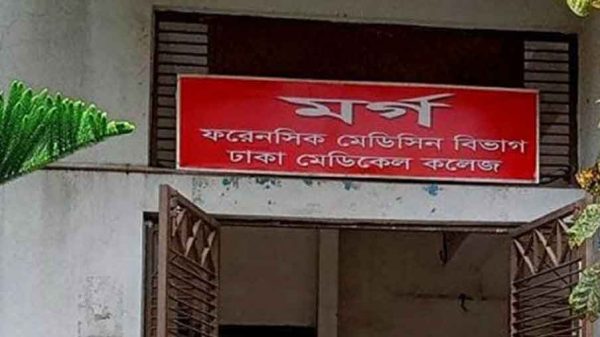 মর্গ
ফরেনসিক মেডিসিন বিভাগ
ঢাকা মেডিকেল কলেজ